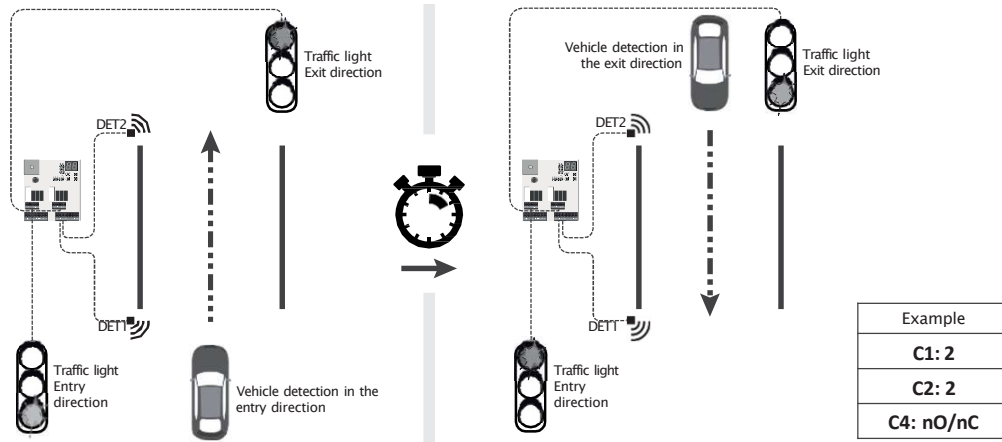 Traffic light
Exit direction
DET2
DET1
Traffic light
Entry
direction
Vehicle detection in the
entry direction
Vehicle detection in
the exit direction
Traffic light
Exit direction
DET2
DET1
Traffic light
Entry
direction
Example
C1: 2
C2: 2
C4: nO/nC